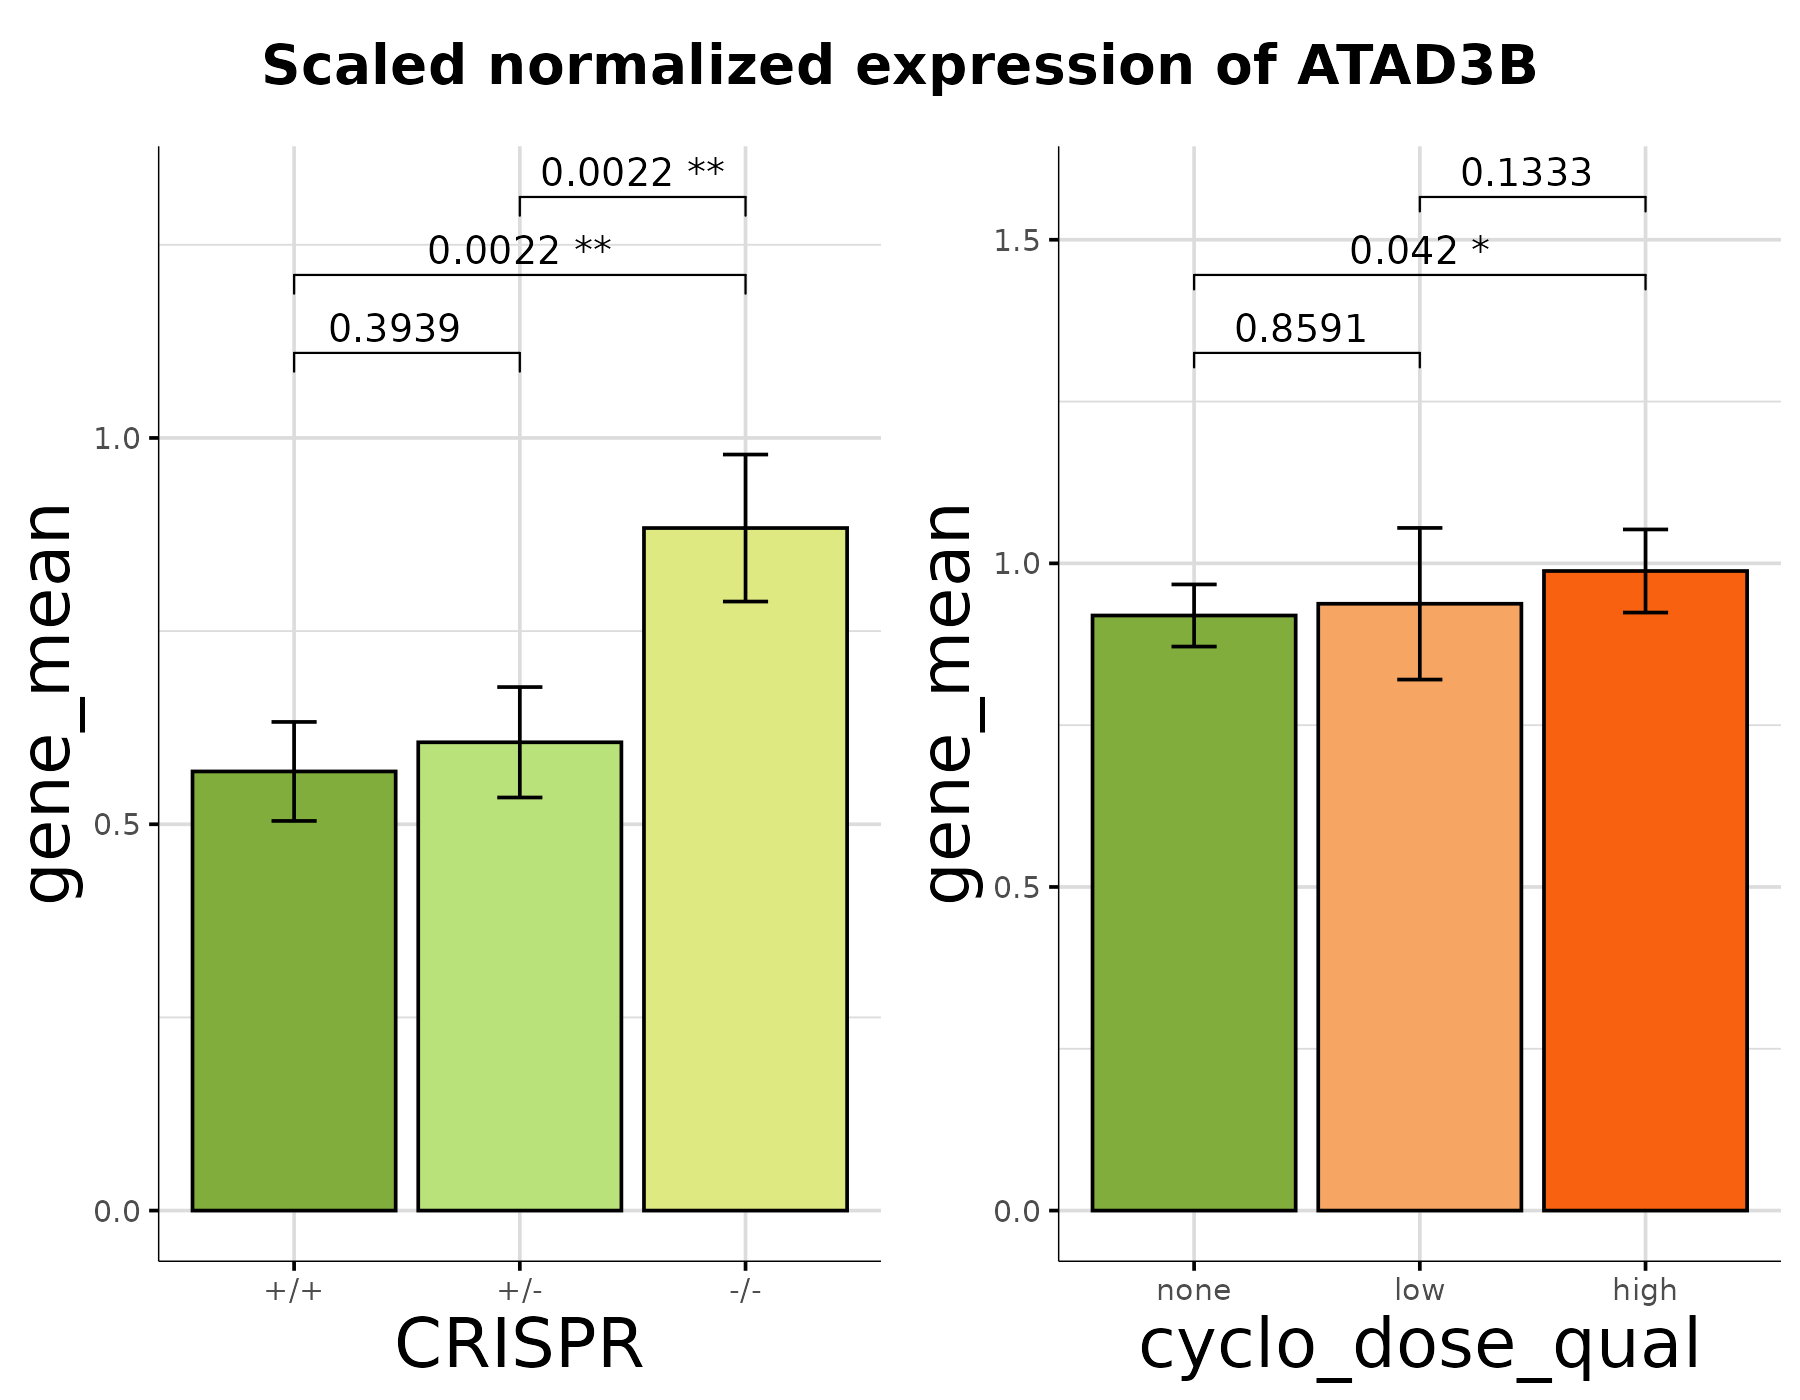 Scaled normalized expression of ATAD3B
0.0022 **
0.0022 **
0.3939
1.0
0.5
0.0
gene_mean
+/+
+/-
-/-
CRISPR
0.1333
0.042 *
0.8591
1.5
1.0
0.5
0.0
gene_mean
none
low
high
cyclo_dose_qual